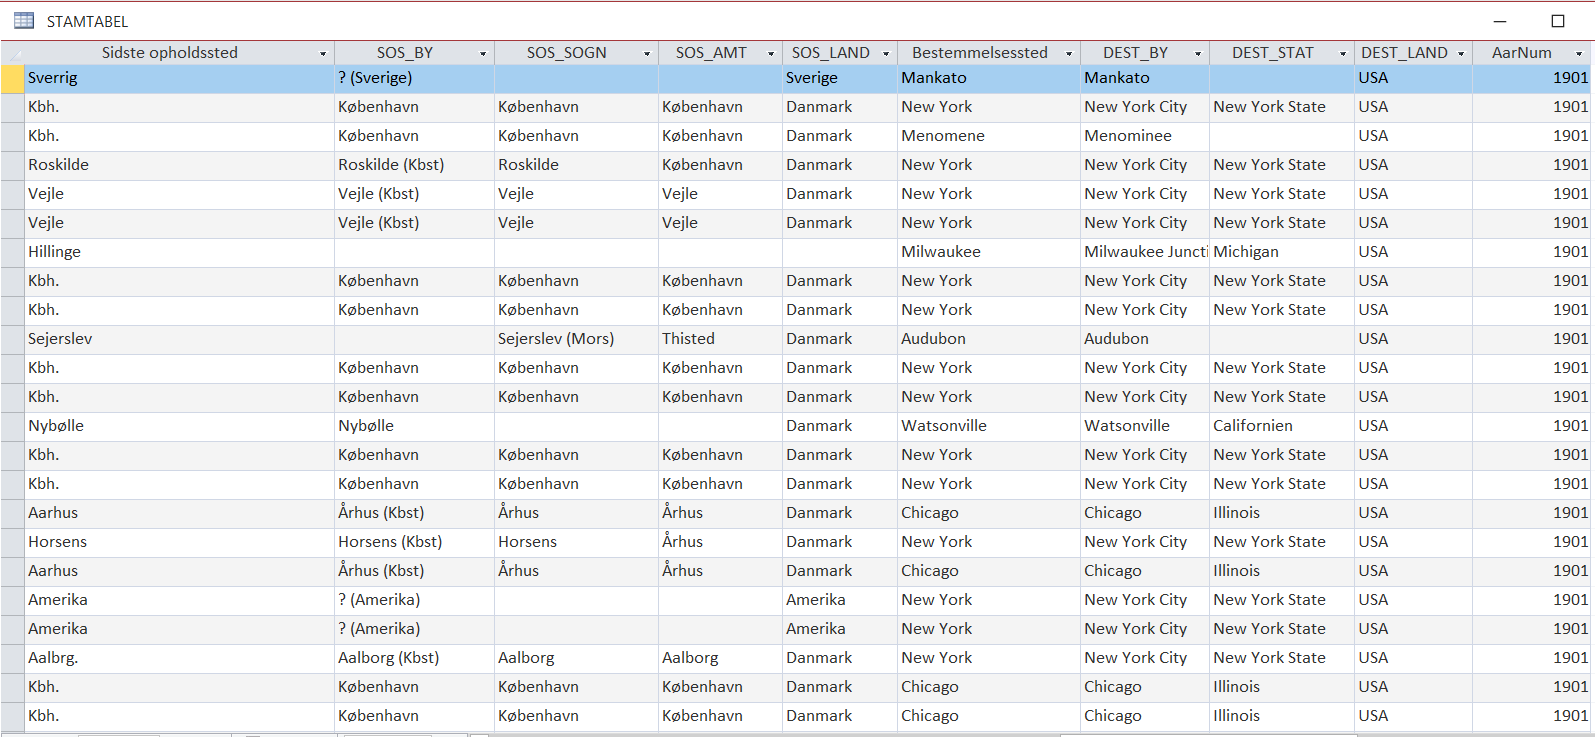 STAMTABEL
Sidste opholdssted SOS_BY SOS_SOGN SOS_AMT SOS_LAND Bestemmelsessted DEST_BY DEST_STAT DEST_LAND AarNum
Sverrig ? (Sverige) Sverige Mankato Mankato USA 1901
Kbh. København København København Danmark New York New York City New York State USA 1901
Kbh. København København København Danmark Menomene Menominee USA 1901
Roskilde Roskilde (Kbst) Roskilde København Danmark New York New York City New York State USA 1901
Vejle Vejle (Kbst) Vejle Vejle Danmark New York New York City New York State USA 1901
Vejle Vejle (Kbst) Vejle Vejle Danmark New York New York City New York State USA 1901
Hillinge Milwaukee Milwaukee Juncti Michigan USA 1901
Kbh. København København København Danmark New York New York City New York State USA 1901
Kbh. København København København Danmark New York New York City New York State USA 1901
Sejerslev Sejerslev (Mors) Thisted Danmark Audubon Audubon USA 1901
Kbh. København København København Danmark New York New York City New York State USA 1901
Kbh. København København København Danmark New York New York City New York State USA 1901
Nybølle Nybølle Danmark Watsonville Watsonville Californien USA 1901
Kbh. København København København Danmark New York New York City New York State USA 1901
Kbh. København København København Danmark New York New York City New York State USA 1901
Aarhus Århus (Kbst) Århus Århus Danmark Chicago Chicago Illinois USA 1901
Horsens Horsens (Kbst) Horsens Århus Danmark New York New York City New York State USA 1901
Aarhus Århus (Kbst) Århus Århus Danmark Chicago Chicago Illinois USA 1901
Amerika ? (Amerika) Amerika New York New York City New York State USA 1901
Amerika ? (Amerika) Amerika New York New York City New York State USA 1901
Aalbrg. Aalborg (Kbst) Aalborg Aalborg Danmark New York New York City New York State USA 1901
Kbh. København København København Danmark Chicago Chicago Illinois USA 1901
Kbh. København København København Danmark Chicago Chicago Illinois USA 1901